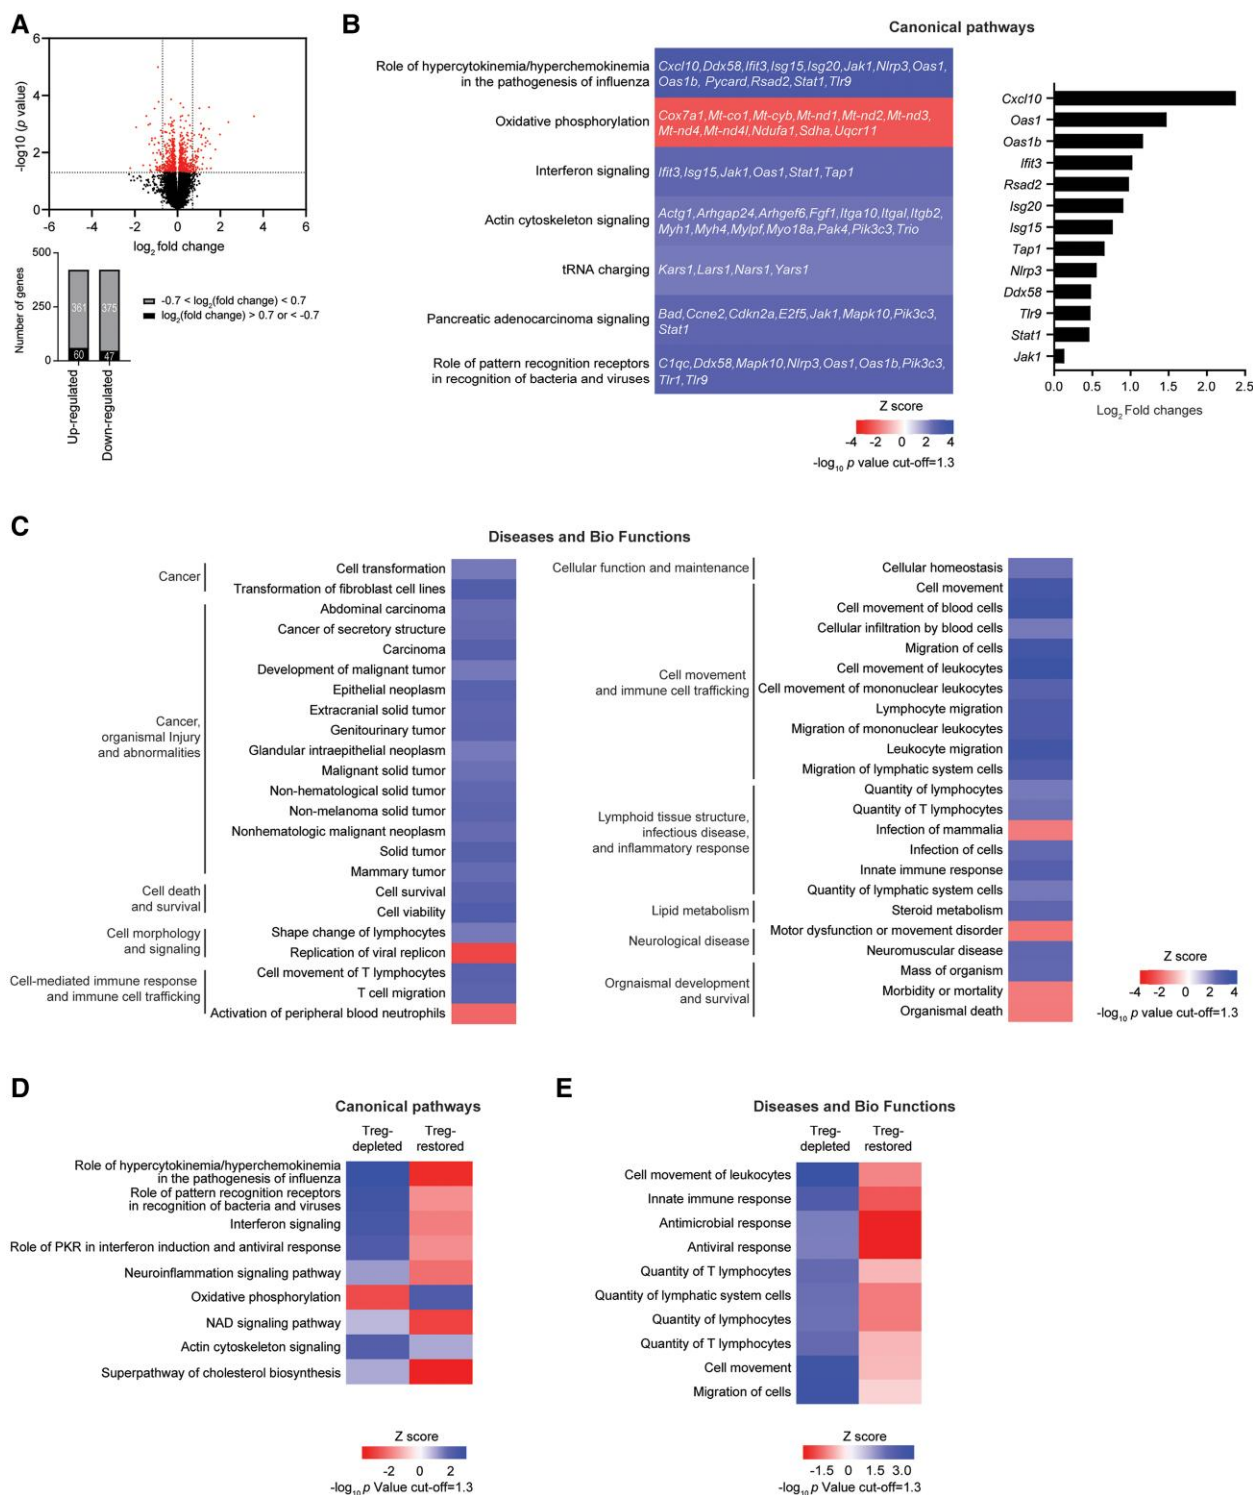 A
6
4
2
0
-log10 (p value)
-6
-4
-2
0
2
4
6
log2 fold change
500
250
0
Number of genes
361
375
60
47
Up-regulated
Down-regulated
-0.7 < log2(fold change) < 0.7
log2(fold change) > 0.7 or < -0.7
B
Canonical pathways
Role of hypercytokinemia/hyperchemokinemia
in the pathogenesis of influenza
Cxcl10,Ddx58,Ifit3,Isg15,Isg20,Jak1,Nlrp3,Oas1,
Oas1b, Pycard,Rsad2,Stat1,Tlr9
Oxidative phosphorylation
Cox7a1,Mt-co1,Mt-cyb,Mt-nd1,Mt-nd2,Mt-nd3,
Mt-nd4,Mt-nd4l,Ndufa1,Sdha,Uqcr11
Interferon signaling
Ifit3,Isg15,Jak1,Oas1,Stat1,Tap1
Actin cytoskeleton signaling
Actg1,Arhgap24,Arhgef6,Fgf1,Itga10,Itgal,Itgb2,
Myh1,Myh4,Mylpf,Myo18a,Pak4,Pik3c3,Trio
tRNA charging
Kars1,Lars1,Nars1,Yars1
Pancreatic adenocarcinoma signaling
Bad,Ccne2,Cdkn2a,E2f5,Jak1,Mapk10,Pik3c3,
Stat1
Role of pattern recognition receptors
in recognition of bacteria and viruses
C1qc,Ddx58,Mapk10,Nlrp3,Oas1,Oas1b,Pik3c3,
Tlr1,Tlr9
Z score
-4 -2 0 2 4
-log10 p value cut-off=1.3
Cxcl10
Oas1
Oas1b
Ifit3
Rsad2
Isg20
Isg15
Tap1
Nlrp3
Ddx58
Tlr9
Stat1
Jak1
0.0 0.5 1.0 1.5 2.0 2.5
Log2 Fold changes
C
Diseases and Bio Functions
Cancer
Cell transformation
Transformation of fibroblast cell lines
Cancer,
organismal Injury
and abnormalities
Abdominal carcinoma
Cancer of secretory structure
Carcinoma
Development of malignant tumor
Epithelial neoplasm
Extracranial solid tumor
Genitourinary tumor
Glandular intraepithelial neoplasm
Malignant solid tumor
Non-hematological solid tumor
Non-melanoma solid tumor
Nonhematologic malignant neoplasm
Solid tumor
Mammary tumor
Cell death
and survival
Cell survival
Cell viability
Cell morphology
and signaling
Shape change of lymphocytes
Replication of viral replicon
Cell-mediated immune response
and immune cell trafficking
Cell movement of T lymphocytes
T cell migration
Activation of peripheral blood neutrophils
Cellular function and maintenance
Cellular homeostasis
Cell movement
and immune cell trafficking
Cell movement
Cell movement of blood cells
Cellular infiltration by blood cells
Migration of cells
Cell movement of leukocytes
Cell movement of mononuclear leukocytes
Lymphocyte migration
Migration of mononuclear leukocytes
Leukocyte migration
Migration of lymphatic system cells
Lymphoid tissue structure,
infectious disease,
and inflammatory response
Quantity of lymphocytes
Quantity of T lymphocytes
Infection of mammalia
Infection of cells
Innate immune response
Quantity of lymphatic system cells
Lipid metabolism
Steroid metabolism
Neurological disease
Motor dysfunction or movement disorder
Neuromuscular disease
Orgnaismal development
and survival
Mass of organism
Morbidity or mortality
Organismal death
Z score
-4 -2 0 2 4
-log10 p value cut-off=1.3
D
Canonical pathways
Treg-
depleted
Treg-
restored
Role of hypercytokinemia/hyperchemokinemia
in the pathogenesis of influenza
Role of pattern recognition receptors
in recognition of bacteria and viruses
Interferon signaling
Role of PKR in interferon induction and antiviral response
Neuroinflammation signaling pathway
Oxidative phosphorylation
NAD signaling pathway
Actin cytoskeleton signaling
Superpathway of cholesterol biosynthesis
Z score
-2 0 2
-log10 p Value cut-off=1.3
E
Diseases and Bio Functions
Treg-
depleted
Treg-
restored
Cell movement of leukocytes
Innate immune response
Antimicrobial response
Antiviral response
Quantity of T lymphocytes
Quantity of lymphatic system cells
Quantity of lymphocytes
Quantity of T lymphocytes
Cell movement
Migration of cells
Z score
-1.5 0 1.5 3.0
-log10 p Value cut-off=1.3